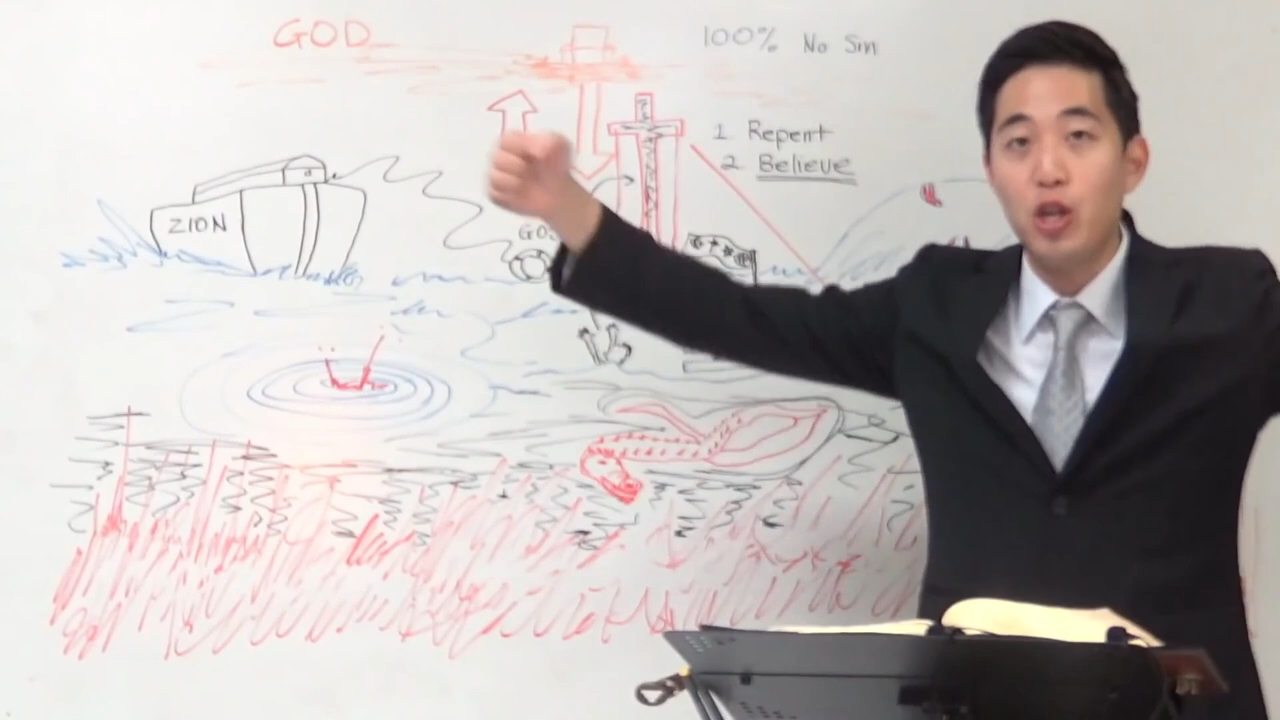 GOD
100% No Sin
1. Repent
2. Believe
ZION